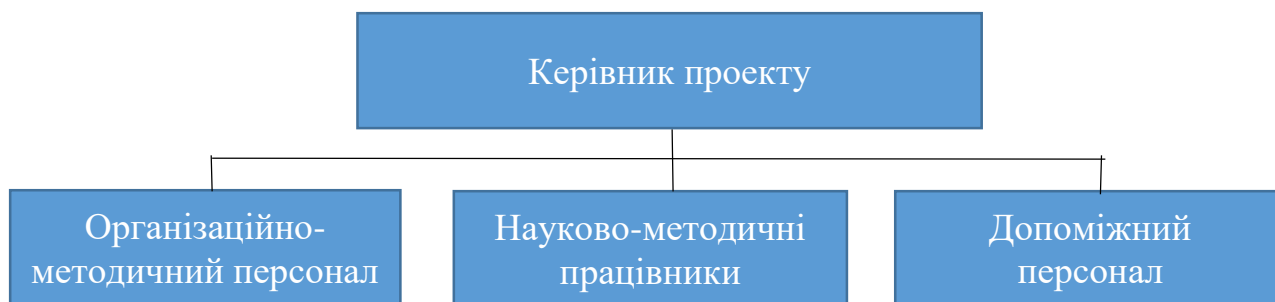 Керівник проекту
Організаційно-
методичний персонал
Науково-методичні
працівники
Допоміжний
персонал